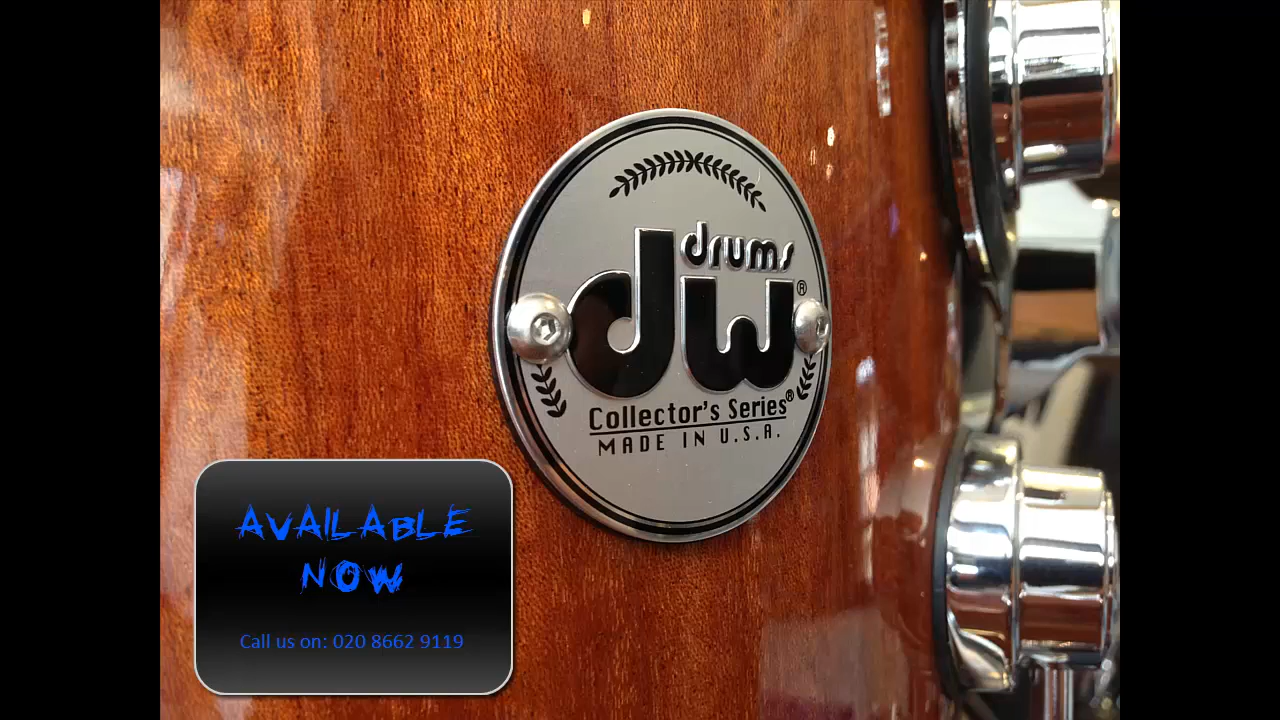 drums
dw®
Collector's Series®
MADE IN U.S.A.
AVAILABLE
NOW
Call us on: 020 8662 9119